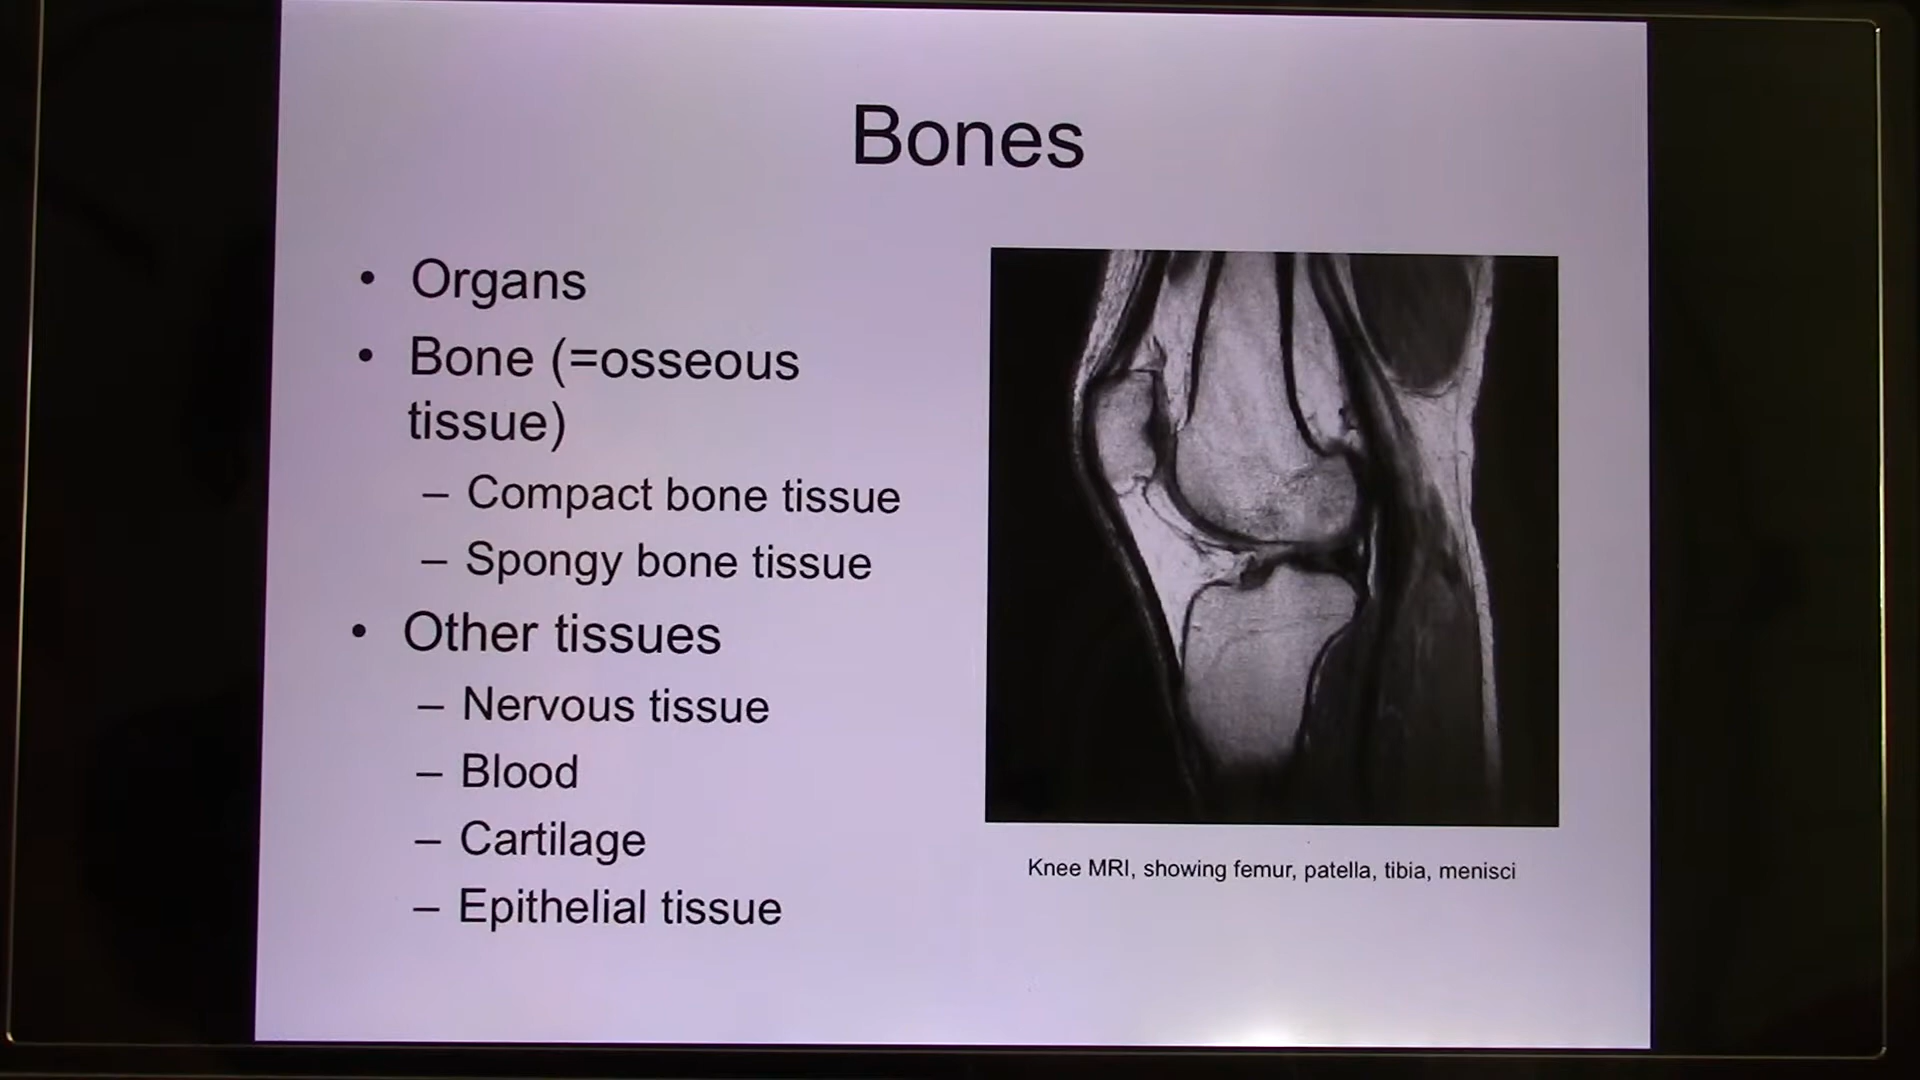 Bones
• Organs
• Bone (=osseous
tissue)
– Compact bone tissue
– Spongy bone tissue
• Other tissues
– Nervous tissue
– Blood
– Cartilage
– Epithelial tissue
Knee MRI, showing femur, patella, tibia, menisci